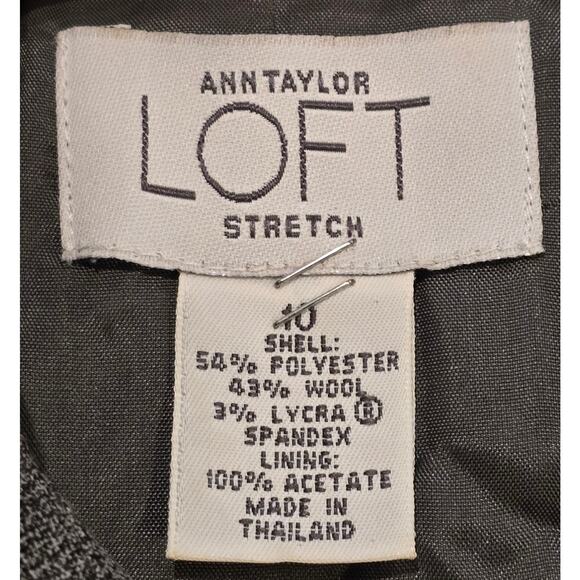 ANNTAYLOR
LOFT
STRETCH
10
SHELL:
54% POLYESTER
43% WOOL
3% LYCRA ®
SPANDEX
LINING:
100% ACETATE
MADE IN
THAILAND